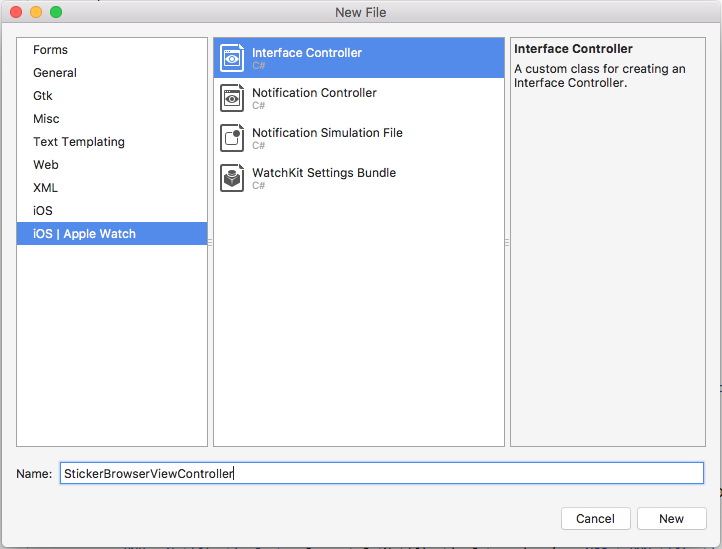 New File
Forms
General
Gtk
Misc
Text Templating
Web
XML
iOS
iOS | Apple Watch
Interface Controller
C#
Notification Controller
C#
Notification Simulation File
C#
WatchKit Settings Bundle
C#
Interface Controller
A custom class for creating an
Interface Controller.
Name: StickerBrowserViewController
Cancel New